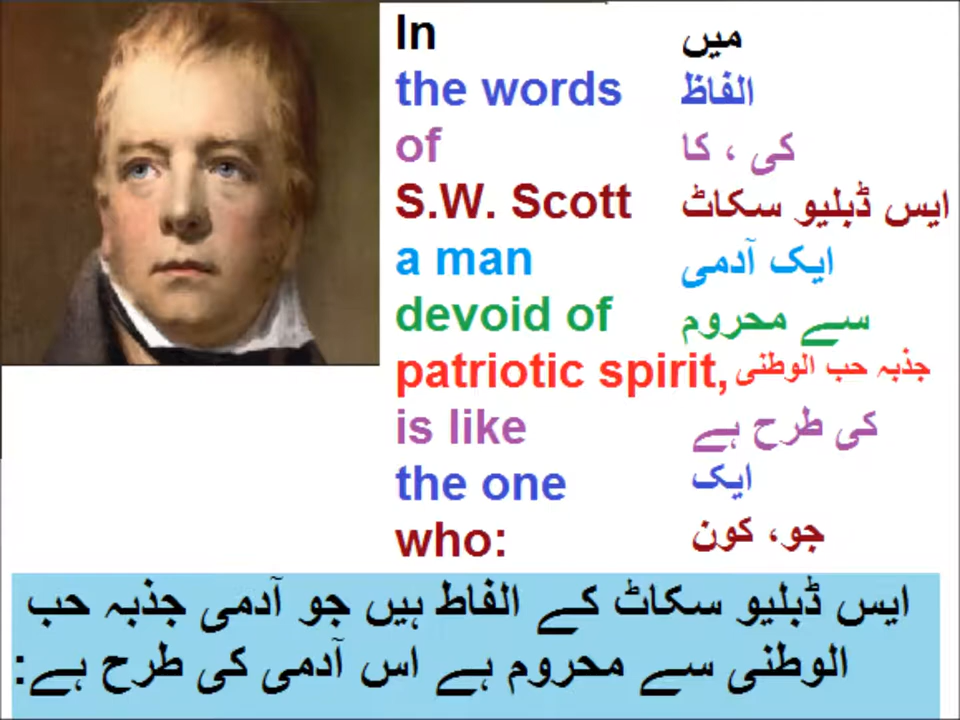 In میں
the words الفاظ
of کی ، کا
S.W. Scott ایس ڈبلیو سکاٹ
a man ایک آدمی
devoid of سے محروم
patriotic spirit, جذبہ حب الوطنی
is like کی طرح ہے
the one ایک
who: جو، کون
ایس ڈبلیو سکاٹ کے الفاط ہیں جو آدمی جذبہ حب
الوطنی سے محروم ہے اس آدمی کی طرح ہے: